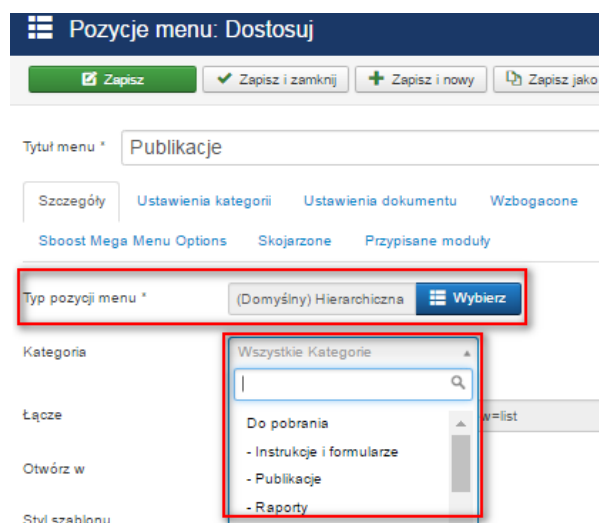 Pozycje menu: Dostosuj
Zapisz Zapisz i zamknij Zapisz i nowy Zapisz jako
Tytuł menu * Publikacje
Szczegóły Ustawienia kategorii Ustawienia dokumentu Wzbogacone
Sboost Mega Menu Options Skojarzone Przypisane moduły
Typ pozycji menu * (Domyślny) Hierarchiczna Wybierz
Kategoria Wszystkie Kategorie
Łącze w=list
Do pobrania
- Instrukcje i formularze
Otwórz w
- Publikacje
- Raporty
Styl szablonu